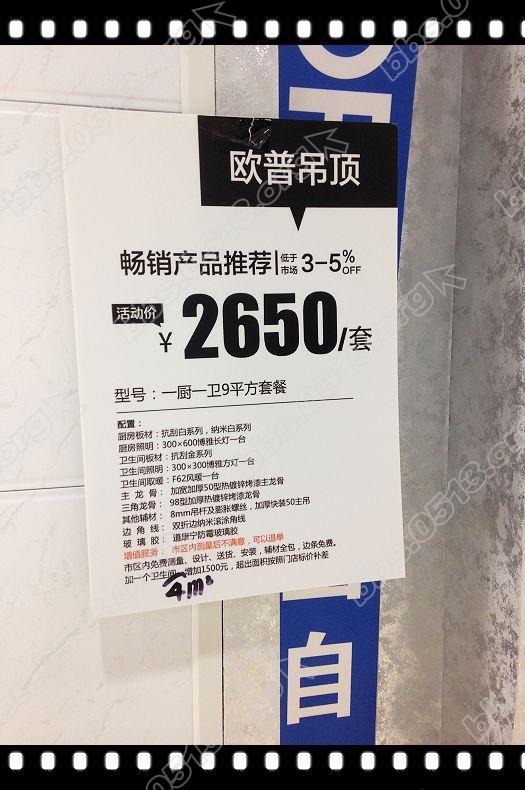 欧普吊顶
畅销产品推荐 低于市场 3-5% OFF
活动价 ¥2650/套
型号：一厨一卫9平方套餐
配置：
厨房板材：抗刮白系列，纳米白系列
厨房照明：300×600博雅长灯一台
卫生间板材：抗刮金系列
卫生间照明：300×300博雅方灯一台
卫生间取暖：F62风暖一台
主 龙 骨：加宽加厚50型热镀锌烤漆主龙骨
三角龙骨：98型加厚热镀锌烤漆龙骨
其他辅材：8mm吊杆及膨胀螺丝，加厚快装50主吊
边 角 线：双折边纳米滚涂角线
玻 璃 胶：道康宁防霉玻璃胶
增值服务：市区内测量后不满意，可以退单
市区内免费测量、设计、送货、安装，辅材全包，边条免费。
加一个卫生间，增加1500元，超出面积按照门店标价补差
4m²
自
bbs.0513.org